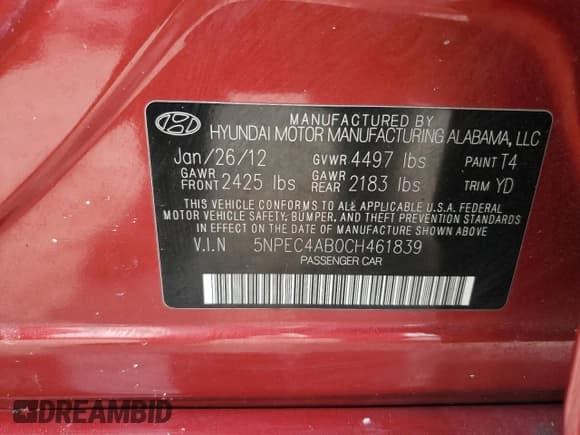 MANUFACTURED BY
HYUNDAI MOTOR MANUFACTURING ALABAMA, LLC
Jan/26/12 GVWR 4497 lbs PAINT T4
GAWR FRONT 2425 lbs GAWR REAR 2183 lbs TRIM YD
THIS VEHICLE CONFORMS TO ALL APPLICABLE U.S.A. FEDERAL
MOTOR VEHICLE SAFETY, BUMPER, AND THEFT PREVENTION STANDARDS
IN EFFECT ON THE DATE OF MANUFACTURE SHOWN ABOVE
V.I.N 5NPEC4AB0CH461839
PASSENGER CAR
DREAMBID